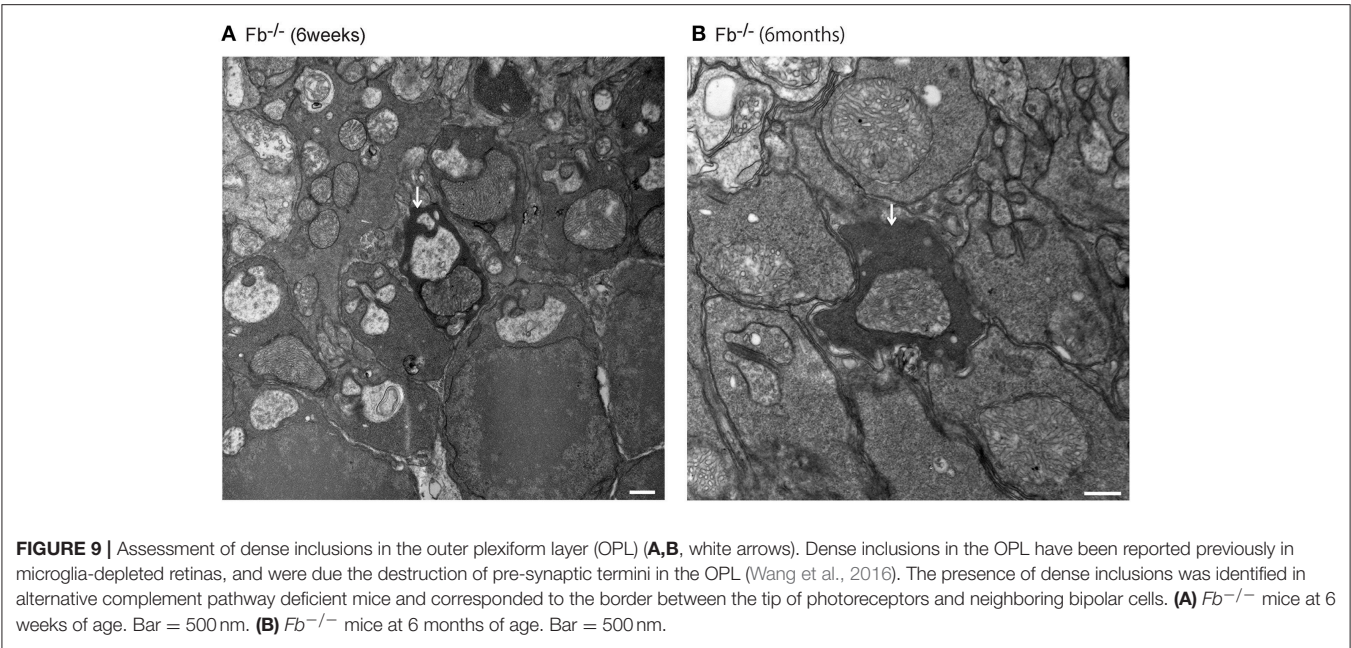 A Fb-/- (6weeks)
B Fb-/- (6months)
FIGURE 9 | Assessment of dense inclusions in the outer plexiform layer (OPL) (A,B, white arrows). Dense inclusions in the OPL have been reported previously in
microglia-depleted retinas, and were due the destruction of pre-synaptic termini in the OPL (Wang et al., 2016). The presence of dense inclusions was identified in
alternative complement pathway deficient mice and corresponded to the border between the tip of photoreceptors and neighboring bipolar cells. (A) Fb−/− mice at 6
weeks of age. Bar = 500 nm. (B) Fb−/− mice at 6 months of age. Bar = 500 nm.